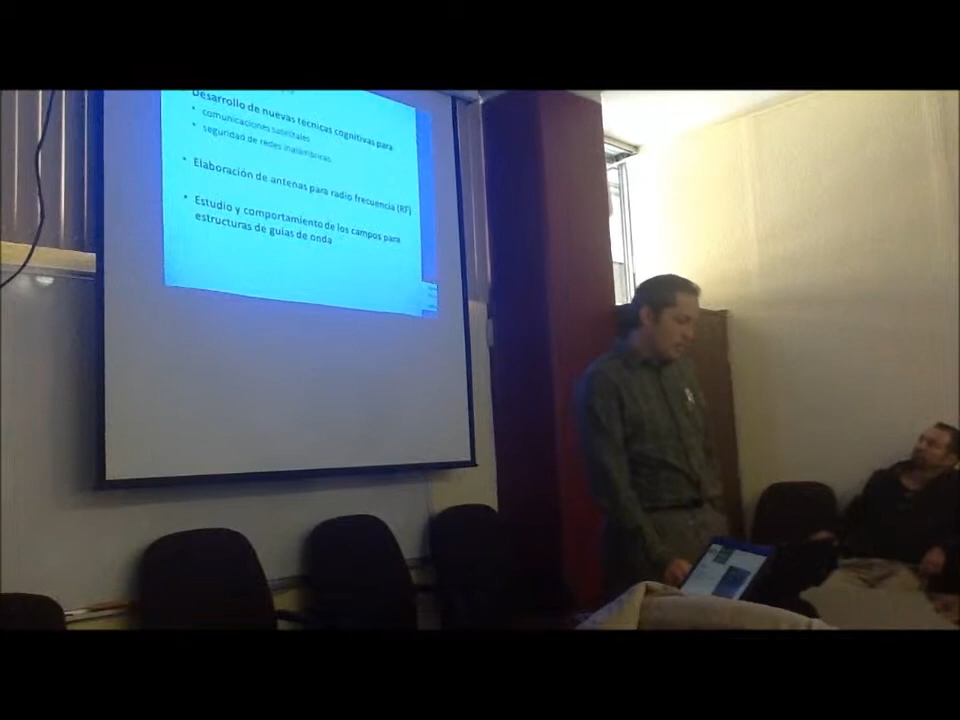 Desarrollo de nuevas técnicas cognitivas para:
• comunicaciones satelitales
• seguridad de redes inalámbricas
• Elaboración de antenas para radio frecuencia (RF)
• Estudio y comportamiento de los campos para
estructuras de guías de onda